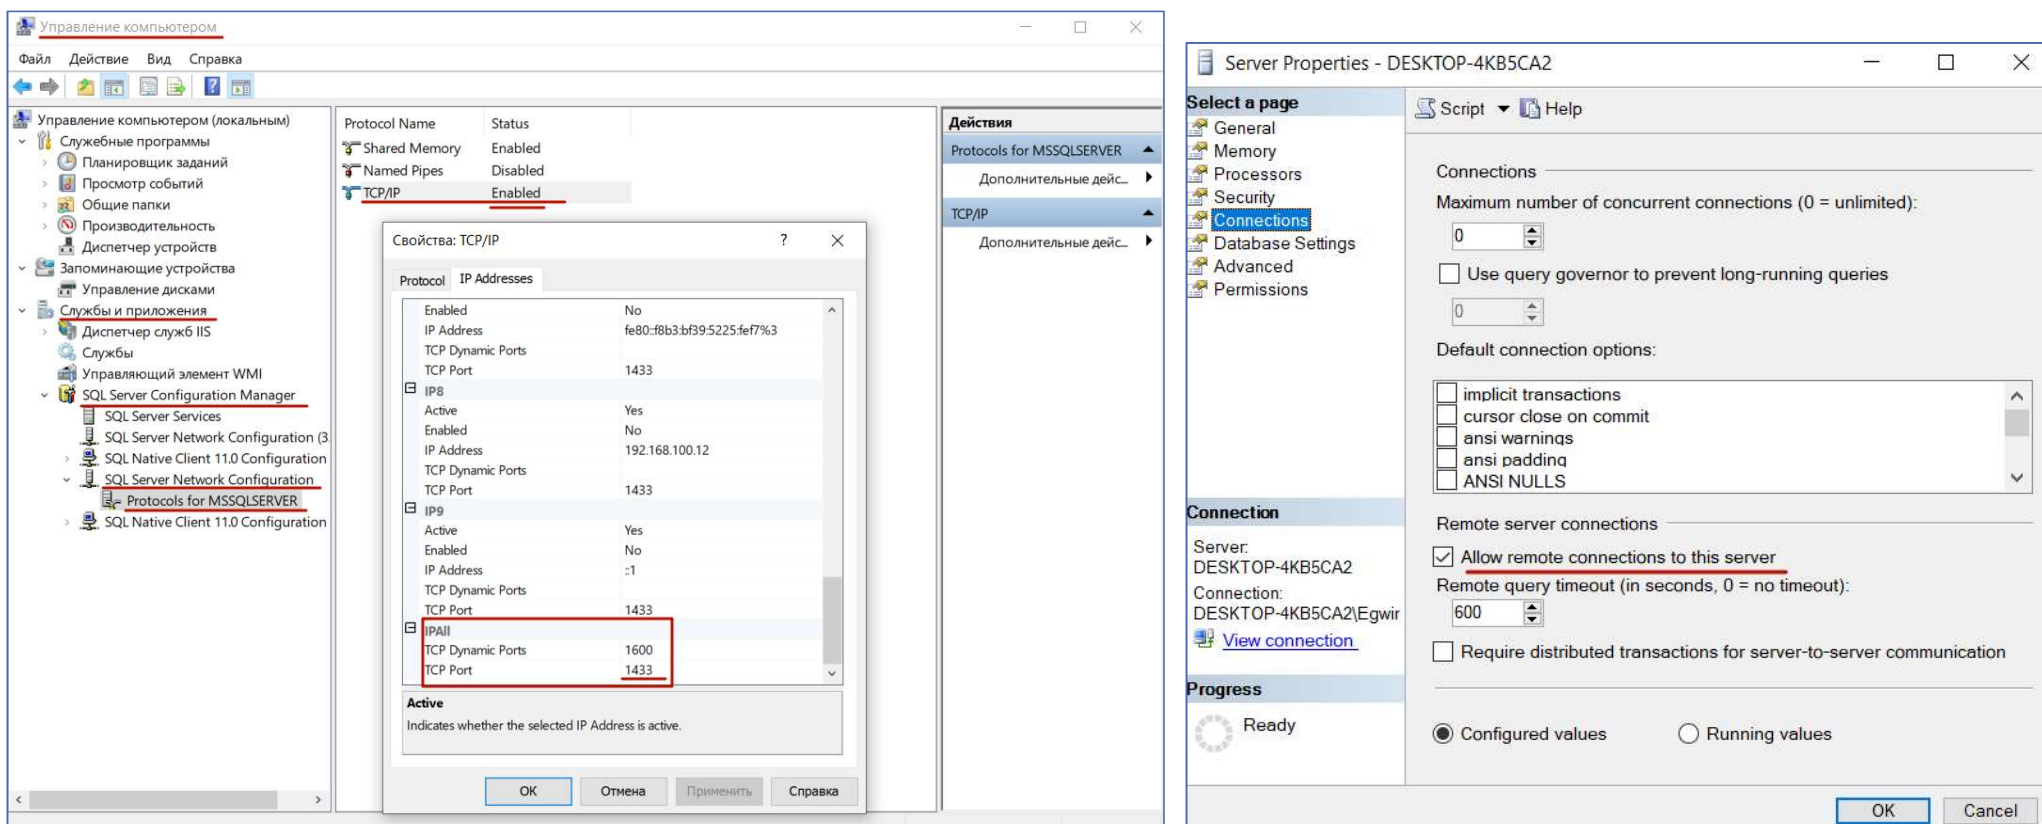 Управление компьютером
Файл Действие Вид Справка
Управление компьютером (локальным)
Служебные программы
Планировщик заданий
Просмотр событий
Общие папки
Производительность
Диспетчер устройств
Запоминающие устройства
Управление дисками
Службы и приложения
Диспетчер служб IIS
Службы
Управляющий элемент WMI
SQL Server Configuration Manager
SQL Server Services
SQL Server Network Configuration (3
SQL Native Client 11.0 Configuration
SQL Server Network Configuration
Protocols for MSSQLSERVER
SQL Native Client 11.0 Configuration
Protocol Name Status
Shared Memory Enabled
Named Pipes Disabled
TCP/IP Enabled
Действия
Protocols for MSSQLSERVER
Дополнительные дейс...
TCP/IP
Дополнительные дейс...
Свойства: TCP/IP ?
Protocol IP Addresses
Enabled No
IP Address fe80::f8b3:bf39:5225:fef7%3
TCP Dynamic Ports
TCP Port 1433
IP8
Active Yes
Enabled No
IP Address 192.168.100.12
TCP Dynamic Ports
TCP Port 1433
IP9
Active Yes
Enabled No
IP Address ::1
TCP Dynamic Ports
TCP Port 1433
IPAll
TCP Dynamic Ports 1600
TCP Port 1433
Active
Indicates whether the selected IP Address is active.
OK Отмена Применить Справка
Server Properties - DESKTOP-4KB5CA2
Select a page
General
Memory
Processors
Security
Connections
Database Settings
Advanced
Permissions
Connection
Server:
DESKTOP-4KB5CA2
Connection:
DESKTOP-4KB5CA2\Egwir
View connection
Progress
Ready
Script Help
Connections
Maximum number of concurrent connections (0 = unlimited):
0
Use query governor to prevent long-running queries
0
Default connection options:
implicit transactions
cursor close on commit
ansi warnings
ansi padding
ANSI NULLS
Remote server connections
Allow remote connections to this server
Remote query timeout (in seconds, 0 = no timeout):
600
Require distributed transactions for server-to-server communication
Configured values Running values
OK Cancel